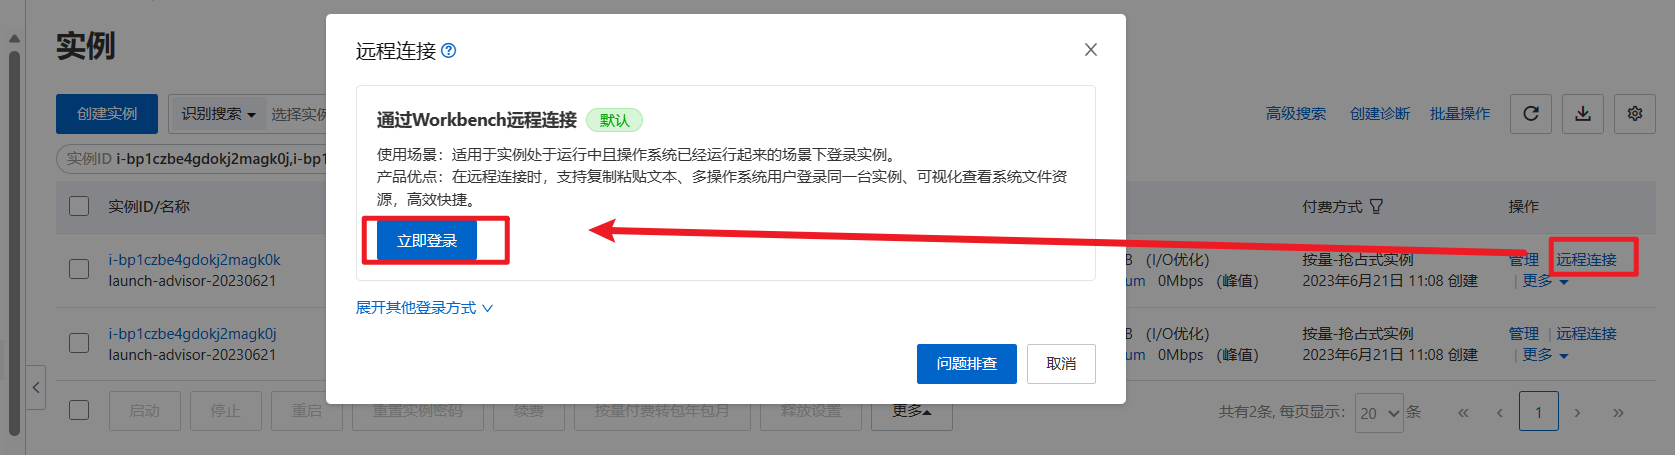 实例
远程连接
创建实例
识别搜索
选择实例
高级搜索
创建诊断
批量操作
通过Workbench远程连接
默认
实例ID i-bp1czbe4gdokj2magk0j,i-bp1
使用场景：适用于实例处于运行中且操作系统已经运行起来的场景下登录实例。
产品优点：在远程连接时，支持复制粘贴文本、多操作系统用户登录同一台实例、可视化查看系统文件资
源，高效快捷。
实例ID/名称
付费方式
操作
立即登录
i-bp1czbe4gdokj2magk0k
launch-advisor-20230621
B (I/O优化)
um 0Mbps (峰值)
按量-抢占式实例
2023年6月21日 11:08 创建
管理 | 远程连接
| 更多
展开其他登录方式
i-bp1czbe4gdokj2magk0j
launch-advisor-20230621
B (I/O优化)
um 0Mbps (峰值)
按量-抢占式实例
2023年6月21日 11:08 创建
管理 | 远程连接
| 更多
问题排查
取消
启动
停止
重启
重置实例密码
续费
按量付费转包年包月
释放设置
更多
共有2条, 每页显示: 20 条
« ‹ 1 › »